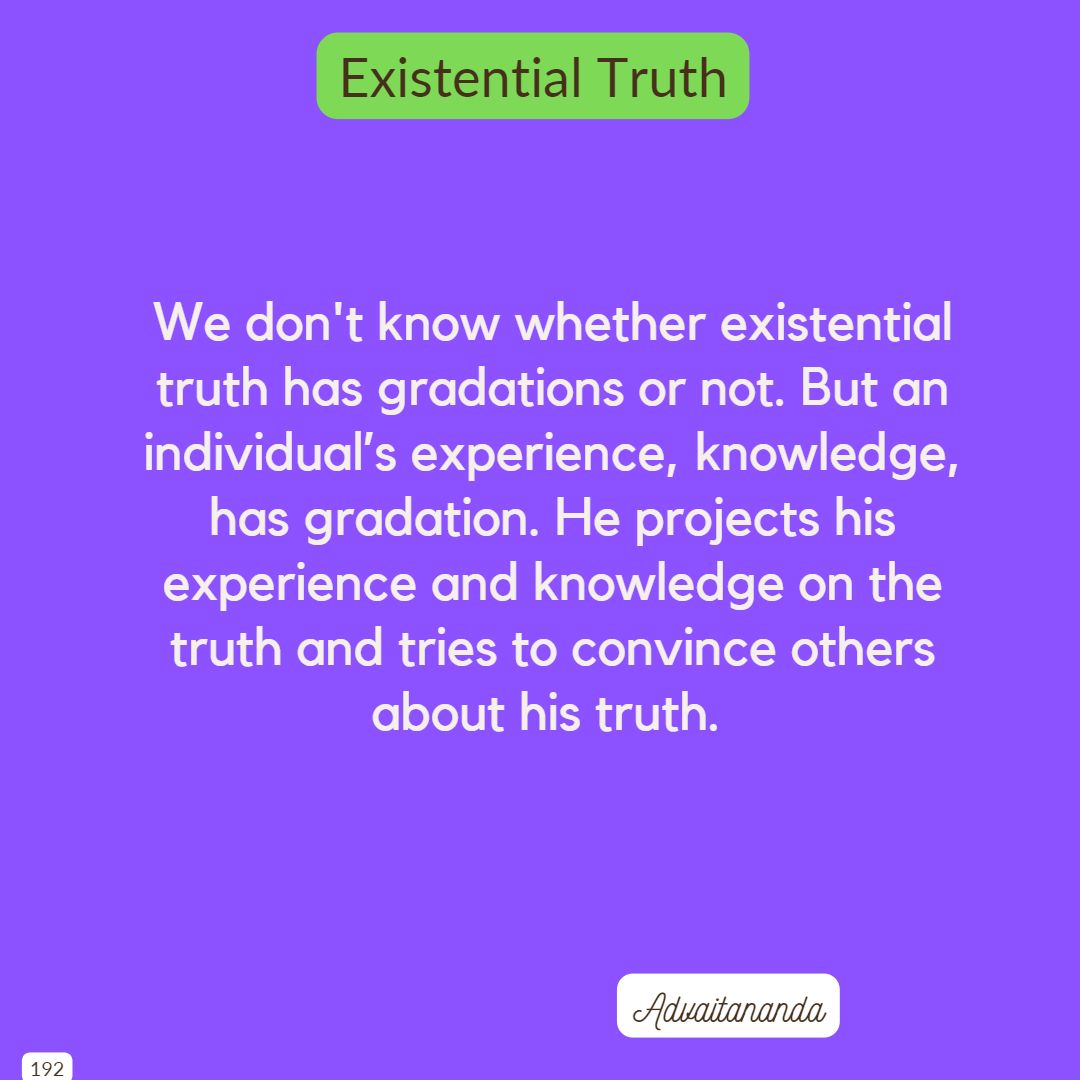 Existential Truth
We don't know whether existential
truth has gradations or not. But an
individual’s experience, knowledge,
has gradation. He projects his
experience and knowledge on the
truth and tries to convince others
about his truth.
Advaitananda
192